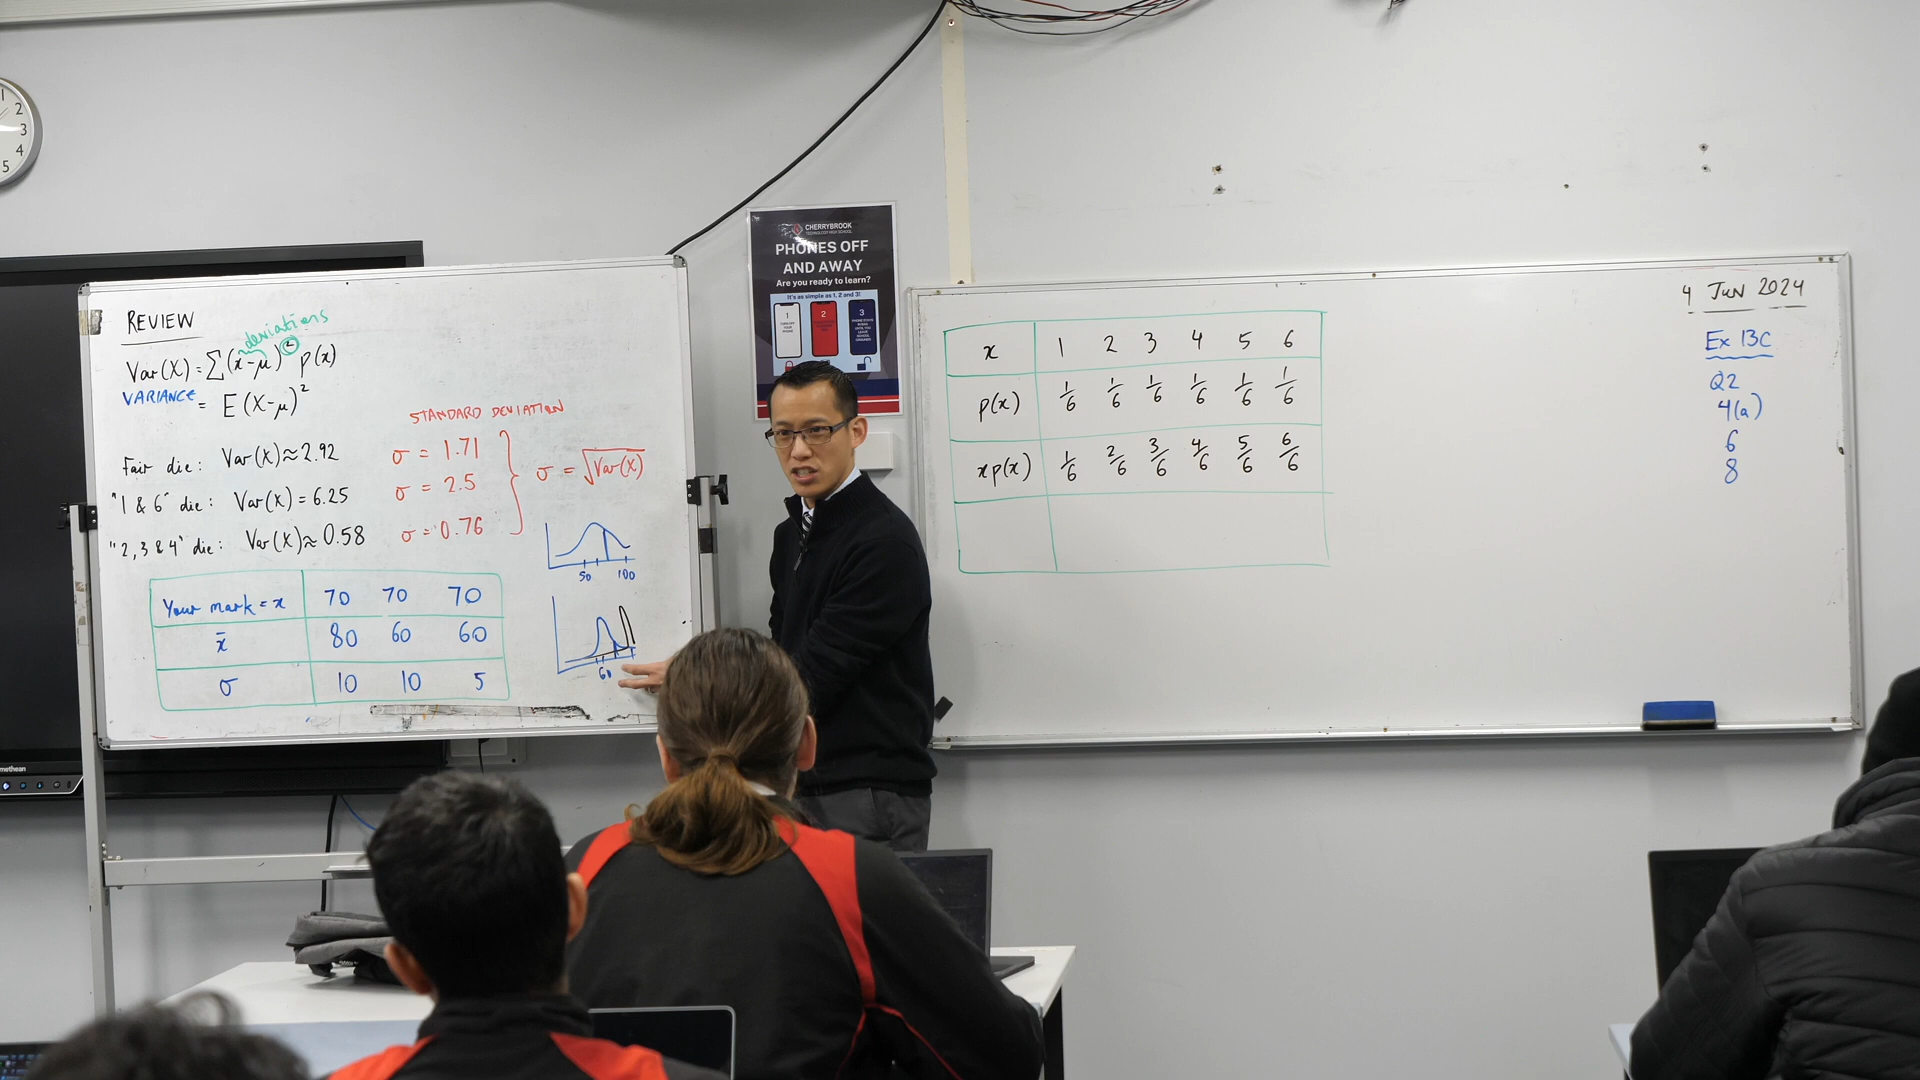 1
2
3
4
5
REVIEW
deviations
Var(X) = Σ(x-μ)² p(x)
VARIANCE = E(X-μ)²
STANDARD DEVIATION
Fair die: Var(X) ≈ 2.92 σ = 1.71
"1 & 6" die: Var(X) = 6.25 σ = 2.5
σ = √Var(X)
"2, 3 & 4" die: Var(X) ≈ 0.58 σ = 0.76
50 100
60
Your mark = x 70 70 70
x̄ 80 60 60
σ 10 10 5
CHERRYBROOK
TECHNOLOGY HIGH SCHOOL
PHONES OFF
AND AWAY
Are you ready to learn?
It's as simple as 1, 2 and 3!
1 2 3
x 1 2 3 4 5 6
p(x) 1/6 1/6 1/6 1/6 1/6 1/6
xp(x) 1/6 2/6 3/6 4/6 5/6 6/6
4 JUN 2024
Ex 13C
Q2
4(a)
6
8